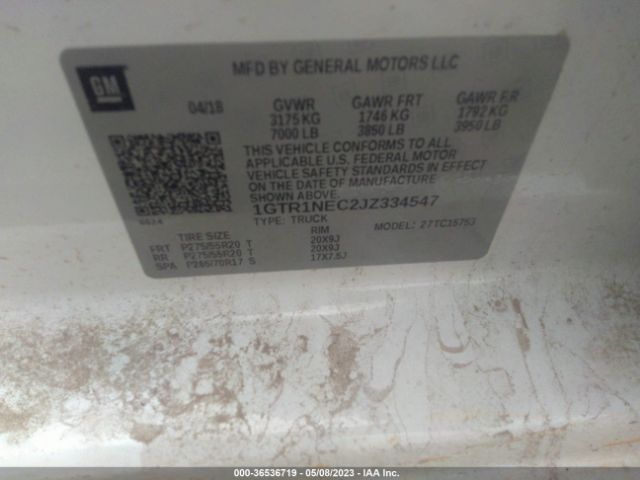 GM
MFD BY GENERAL MOTORS LLC
04/18 GVWR GAWR FRT GAWR RR
3175 KG 1746 KG 1792 KG
7000 LB 3850 LB 3950 LB
THIS VEHICLE CONFORMS TO ALL
APPLICABLE U.S. FEDERAL MOTOR
VEHICLE SAFETY STANDARDS IN EFFECT
ON THE DATE OF MANUFACTURE
SHOWN ABOVE.
1GTR1NEC2JZ334547
TYPE: TRUCK MODEL: 27TC1575J
TIRE SIZE RIM
FRT P275/55R20 T 20X9J
RR P275/55R20 T 20X9J
SPA P265/70R17 S 17X7.5J
000-36536719 - 05/08/2023 - IAA Inc.